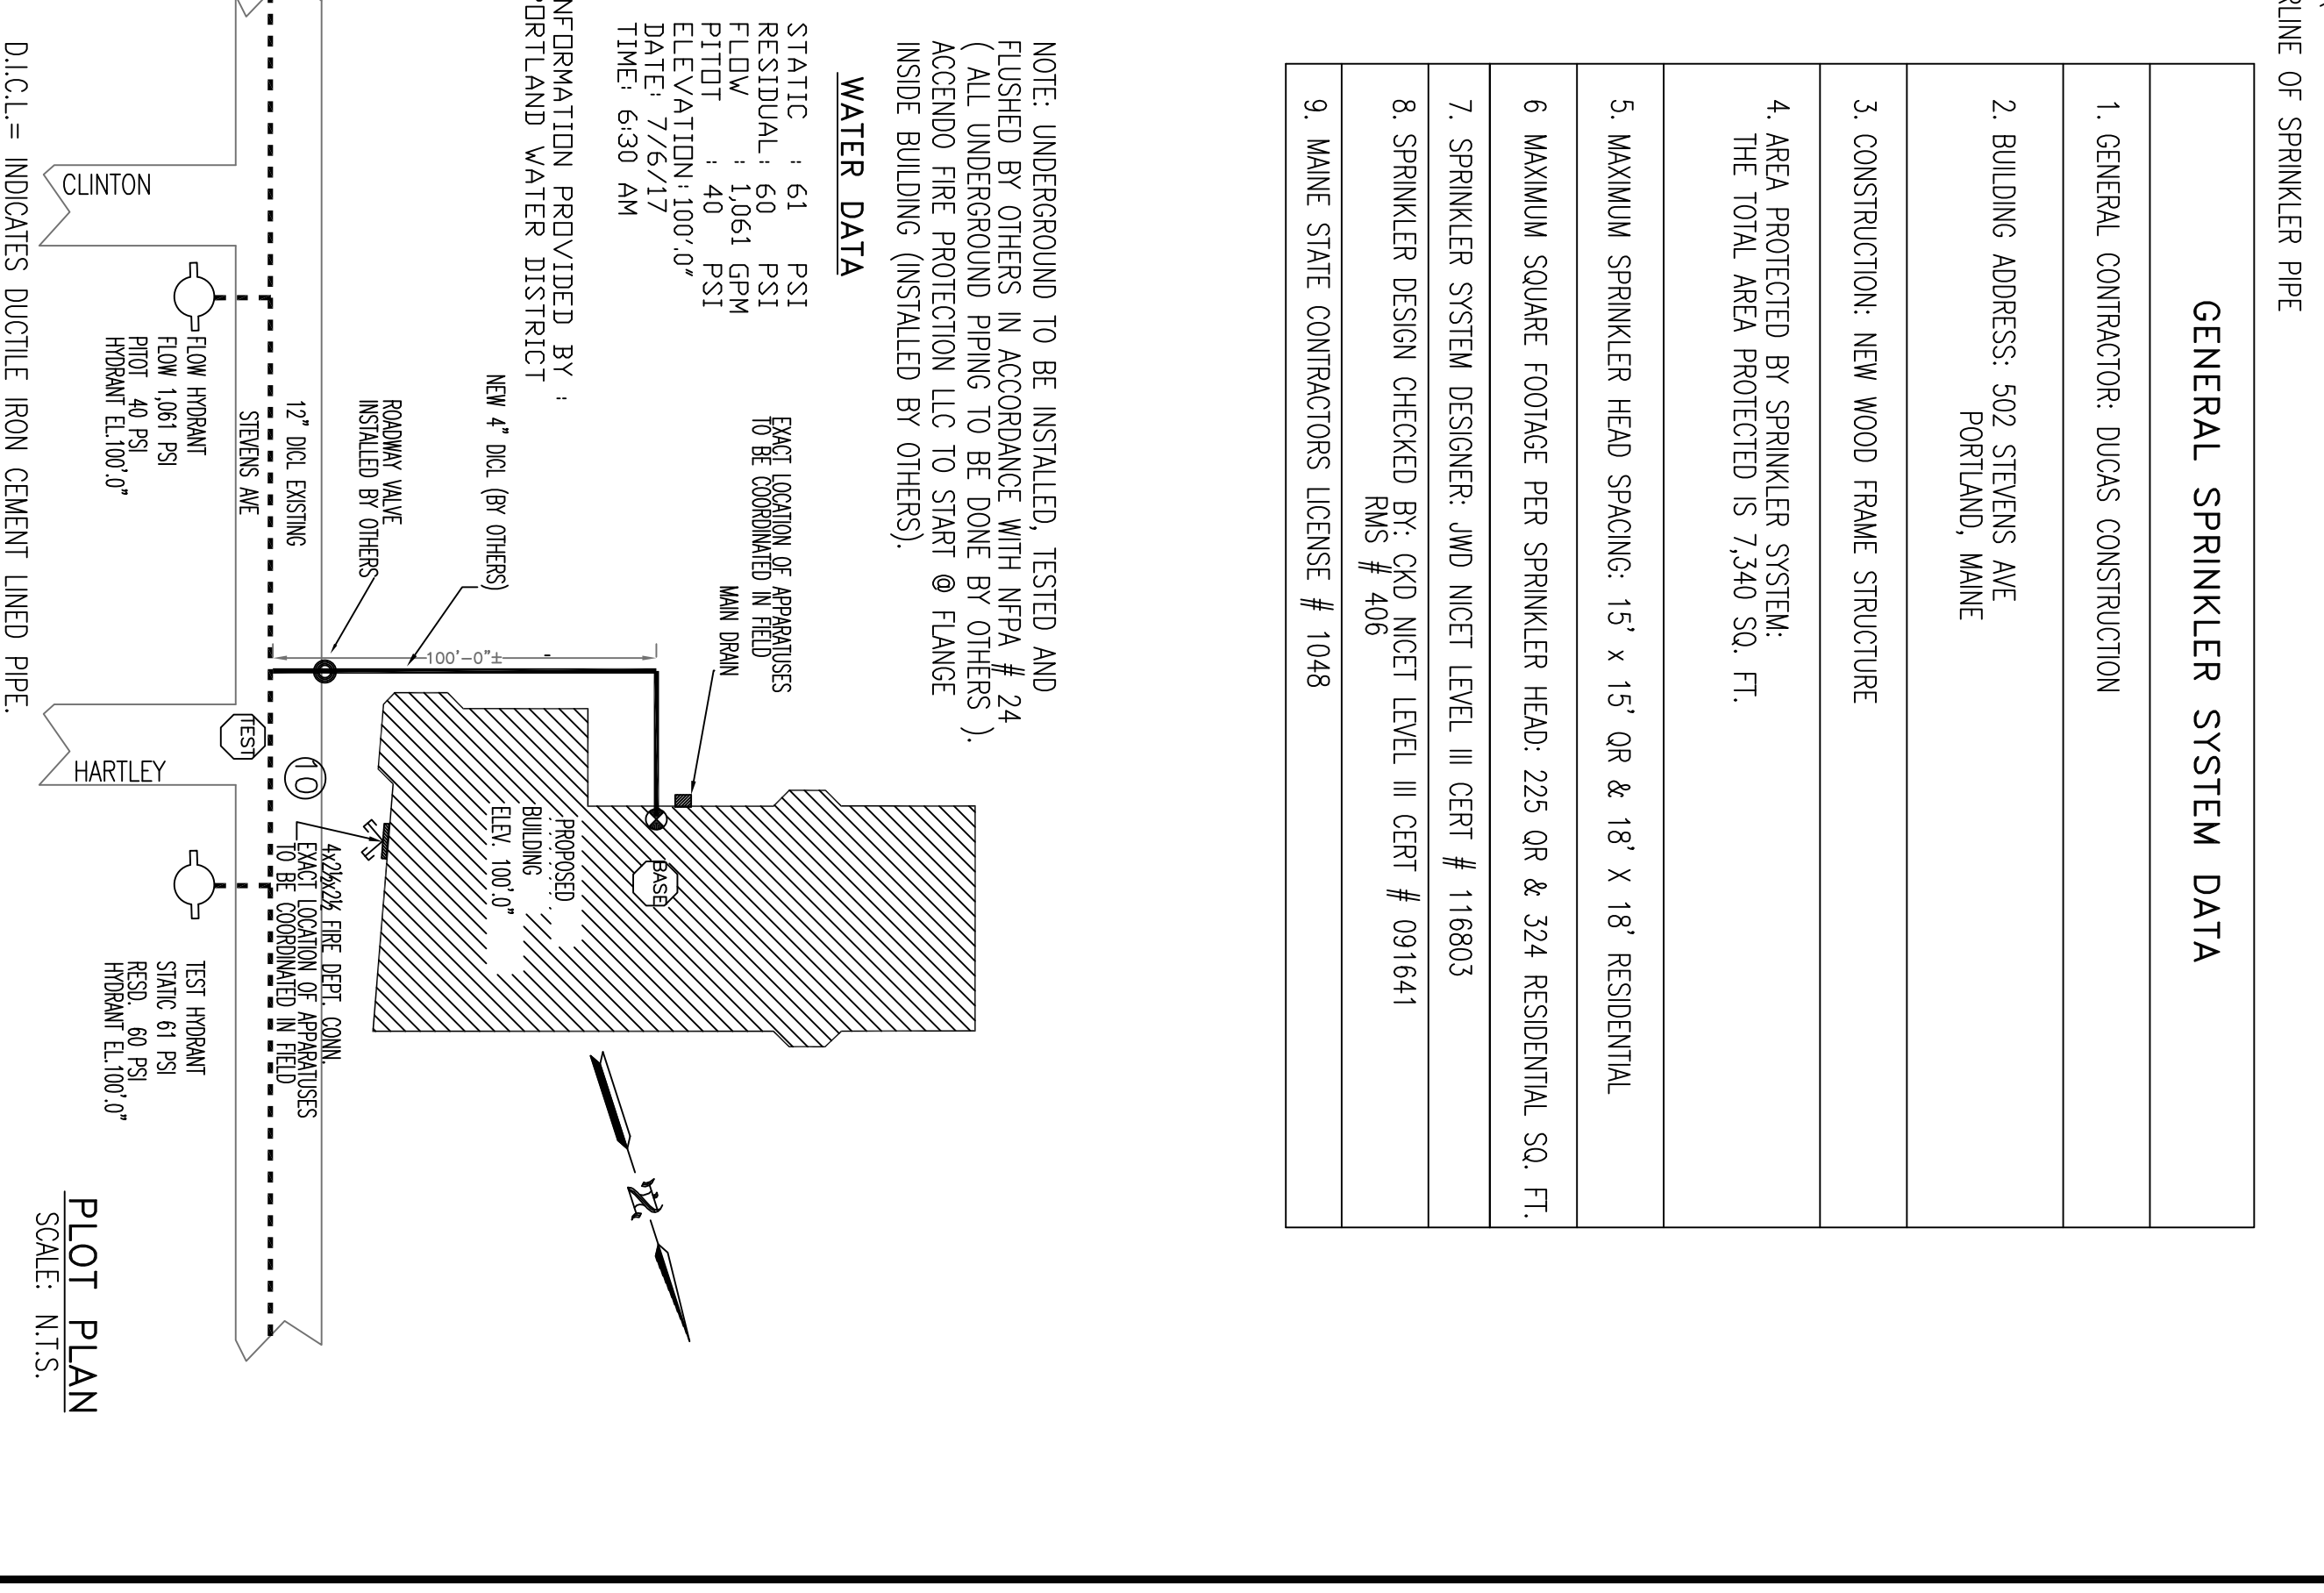 RLINE OF SPRINKLER PIPE
GENERAL SPRINKLER SYSTEM DATA
1. GENERAL CONTRACTOR: DUCAS CONSTRUCTION
2. BUILDING ADDRESS: 502 STEVENS AVE
PORTLAND, MAINE
3. CONSTRUCTION: NEW WOOD FRAME STRUCTURE
4. AREA PROTECTED BY SPRINKLER SYSTEM:
THE TOTAL AREA PROTECTED IS 7,340 SQ. FT.
5. MAXIMUM SPRINKLER HEAD SPACING: 15' x 15' QR & 18' X 18' RESIDENTIAL
6 MAXIMUM SQUARE FOOTAGE PER SPRINKLER HEAD: 225 QR & 324 RESIDENTIAL SQ. FT.
7. SPRINKLER SYSTEM DESIGNER: JWD NICET LEVEL III CERT # 116803
8. SPRINKLER DESIGN CHECKED BY: CKD NICET LEVEL III CERT # 091641
RMS # 406
9. MAINE STATE CONTRACTORS LICENSE # 1048
NOTE: UNDERGROUND TO BE INSTALLED, TESTED AND
FLUSHED BY OTHERS IN ACCORDANCE WITH NFPA # 24
( ALL UNDERGROUND PIPING TO BE DONE BY OTHERS ).
ACCENDO FIRE PROTECTION LLC TO START @ FLANGE
INSIDE BUILDING (INSTALLED BY OTHERS).
WATER DATA
STATIC : 61 PSI
RESIDUAL: 60 PSI
FLOW : 1,061 GPM
PITOT : 40 PSI
ELEVATION:100'.0"
DATE: 7/6/17
TIME: 6:30 AM
NFORMATION PROVIDED BY :
PORTLAND WATER DISTRICT
EXACT LOCATION OF APPARATUSES
TO BE COORDINATED IN FIELD
MAIN DRAIN
NEW 4" DICL (BY OTHERS)
100'-0"±
ROADWAY VALVE
INSTALLED BY OTHERS
12" DICL EXISTING
STEVENS AVE
BASE
PROPOSED
BUILDING
ELEV. 100'.0"
4x2½x2½ FIRE DEPT. CONN.
EXACT LOCATION OF APPARATUSES
TO BE COORDINATED IN FIELD
10
TEST
FLOW HYDRANT
FLOW 1,061 PSI
PITOT 40 PSI
HYDRANT EL.100'.0"
TEST HYDRANT
STATIC 61 PSI
RESD. 60 PSI
HYDRANT EL.100'.0"
CLINTON
HARTLEY
N
PLOT PLAN
SCALE: N.T.S.
D.I.C.L.= INDICATES DUCTILE IRON CEMENT LINED PIPE.